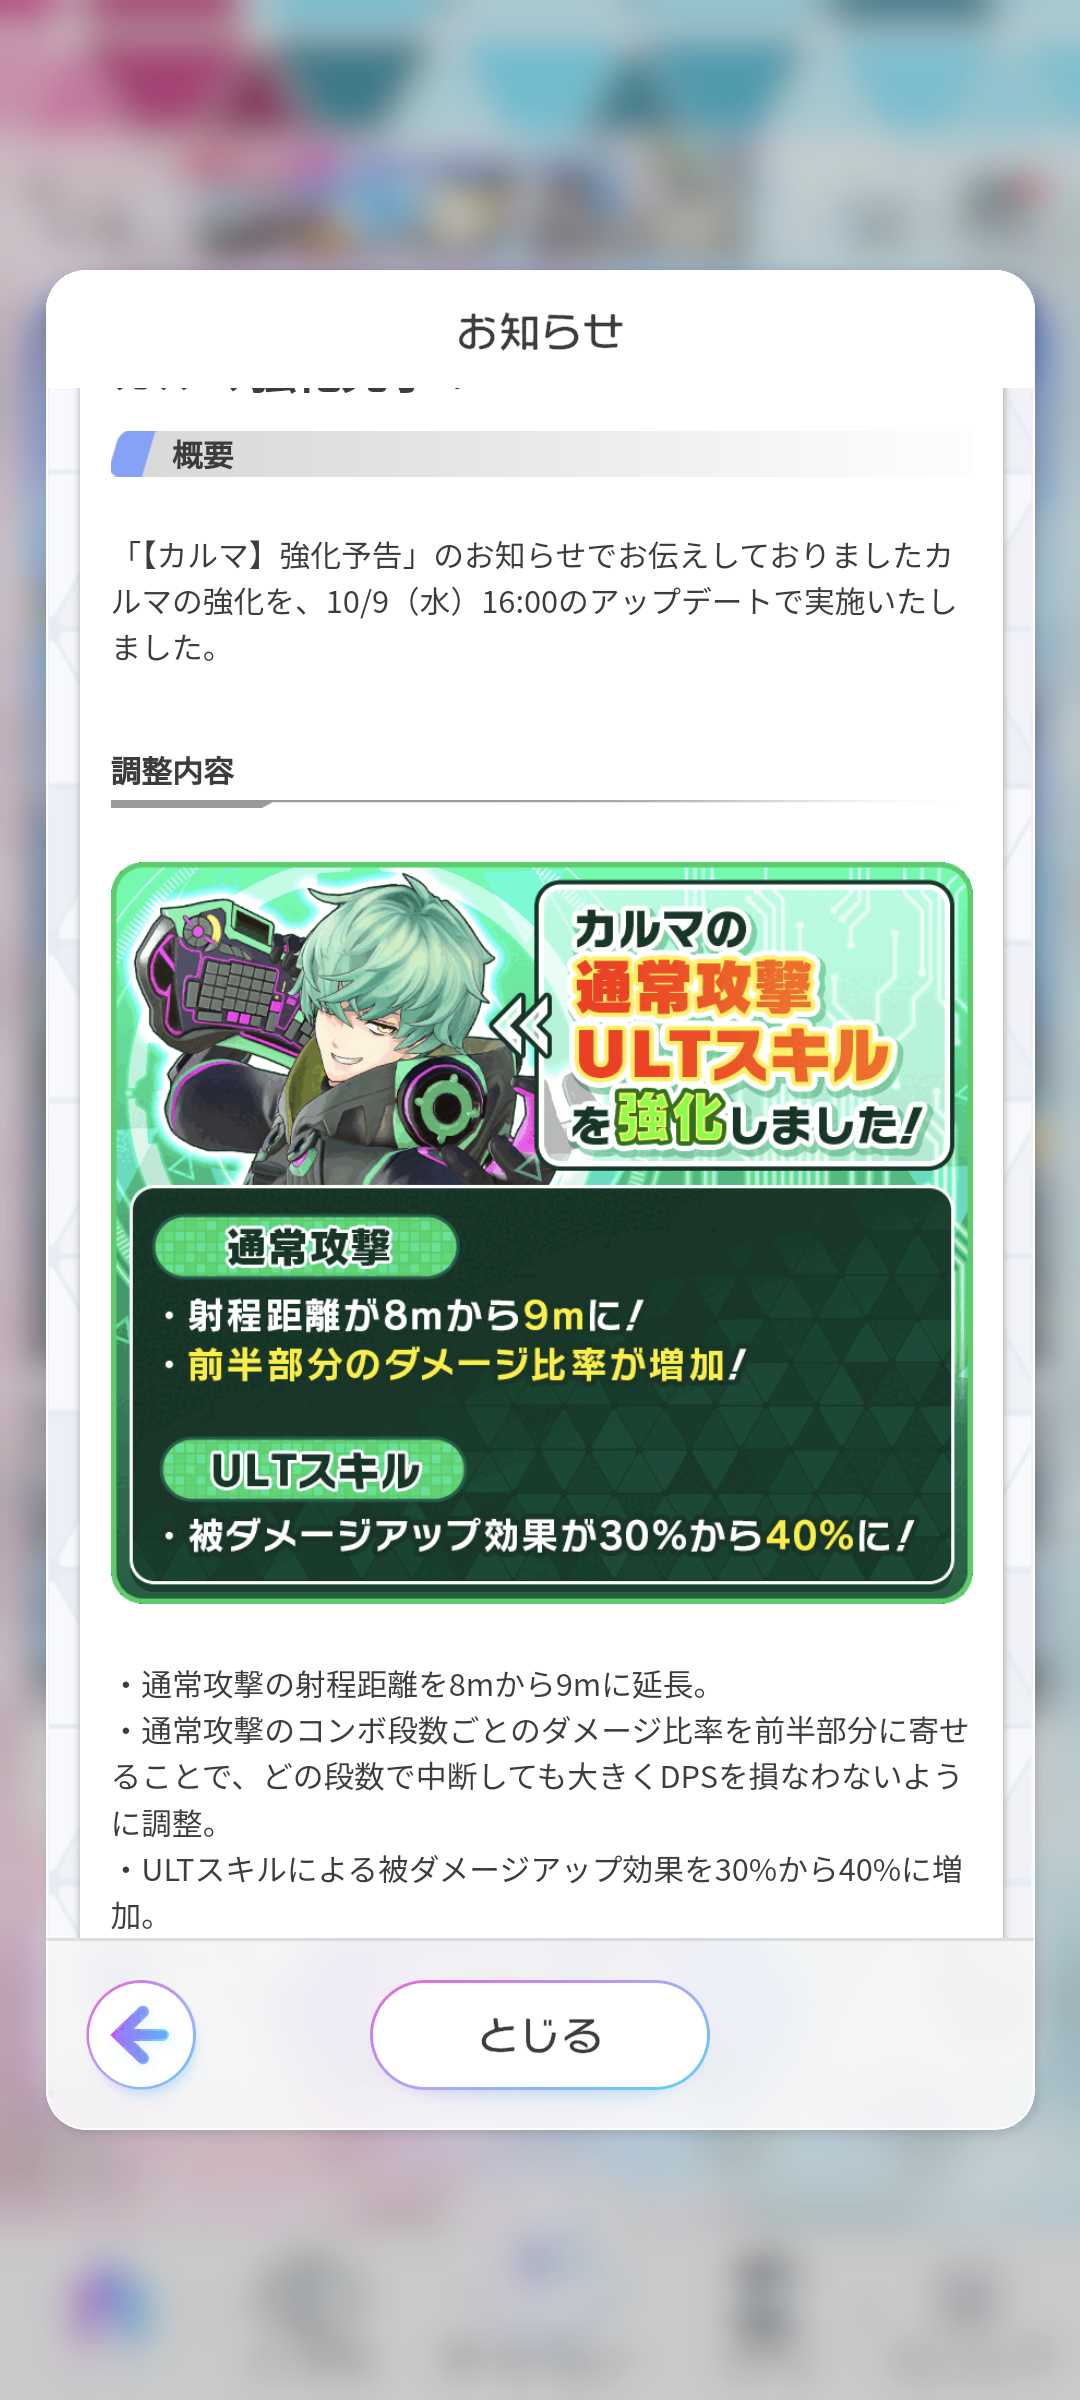 お知らせ
概要
「【カルマ】強化予告」のお知らせでお伝えしておりましたカ
ルマの強化を、10/9（水）16:00のアップデートで実施いたし
ました。
調整内容
カルマの
通常攻撃
ULTスキル
を強化しました!
通常攻撃
・射程距離が8mから9mに!
・前半部分のダメージ比率が増加!
ULTスキル
・被ダメージアップ効果が30%から40%に!
・通常攻撃の射程距離を8mから9mに延長。
・通常攻撃のコンボ段数ごとのダメージ比率を前半部分に寄せ
ることで、どの段数で中断しても大きくDPSを損なわないよう
に調整。
・ULTスキルによる被ダメージアップ効果を30%から40%に増
加。
とじる